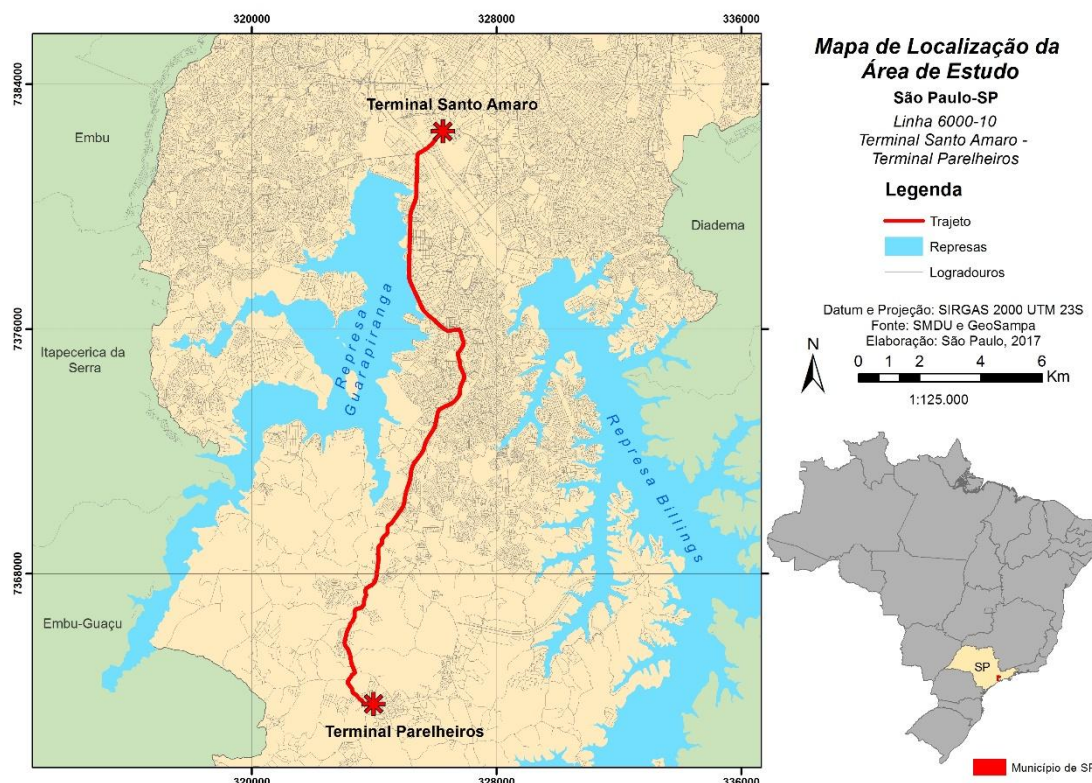 320000
328000
336000
7384000
7376000
7368000
Terminal Santo Amaro
Embu
Diadema
Itapecerica da
Serra
Represa
Guarapiranga
Represa Billings
Embu-Guaçu
Terminal Parelheiros
320000
328000
336000
Mapa de Localização da
Área de Estudo
São Paulo-SP
Linha 6000-10
Terminal Santo Amaro -
Terminal Parelheiros
Legenda
Trajeto
Represas
Logradouros
Datum e Projeção: SIRGAS 2000 UTM 23S
Fonte: SMDU e GeoSampa
Elaboração: São Paulo, 2017
N
0 1 2 4 6
Km
1:125.000
SP
Município de SP